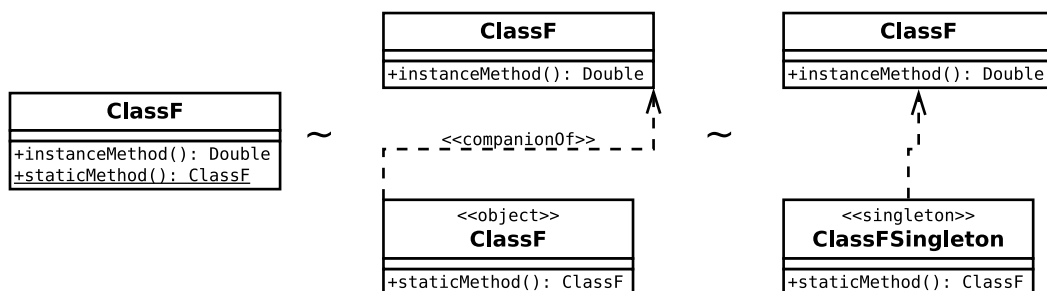 ClassF
+instanceMethod(): Double
+staticMethod(): ClassF
~
ClassF
+instanceMethod(): Double
<<companionOf>>
<<object>>
ClassF
+staticMethod(): ClassF
~
ClassF
+instanceMethod(): Double
<<singleton>>
ClassFSingleton
+staticMethod(): ClassF